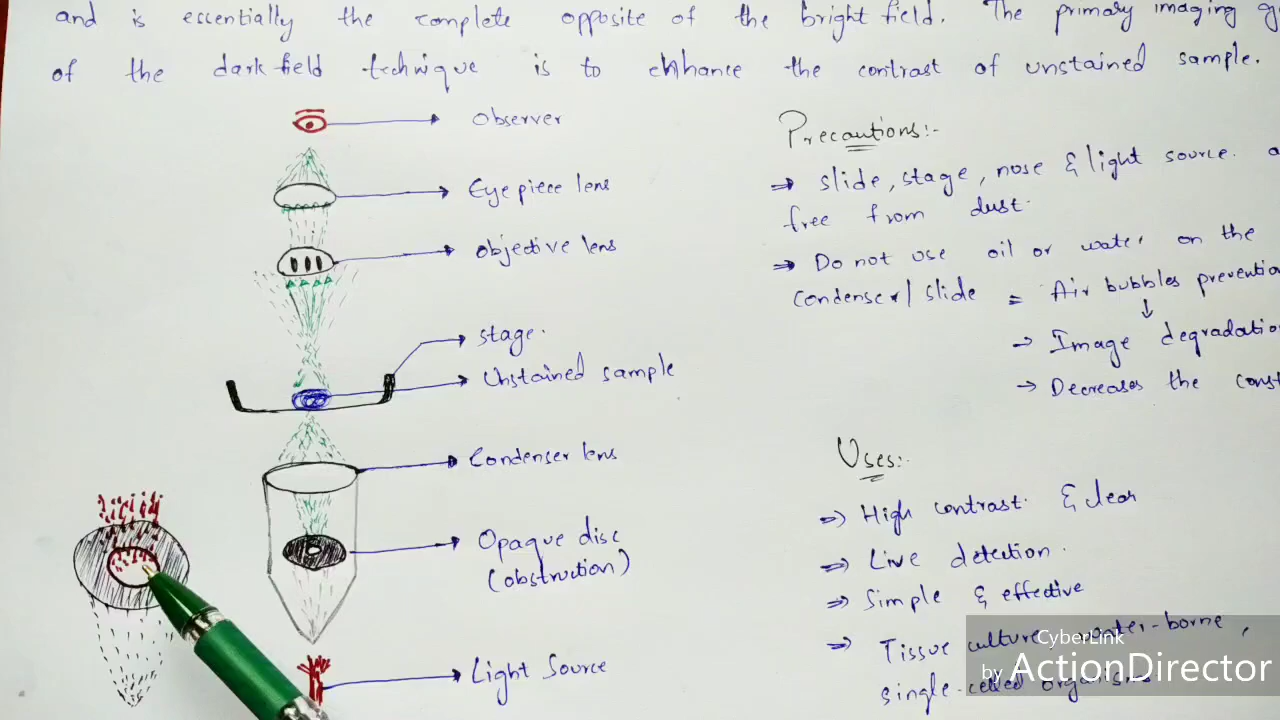 and is essentially the complete opposite of the bright field. The primary imaging
of the dark field technique is to enhance the contrast of unstained sample.
Observer
Eye piece lens
objective lens
stage.
Unstained sample
Condenser lens
Opaque disc
(obstruction)
Light Source
Precautions:-
→ slide, stage, nose & light source.
free from dust.
→ Do not use oil or water on the
condenser / slide = Air bubbles
↓
→ Image
→ Decreases the
Uses:-
→ High contrast & clear
→ Live detection.
→ Simple & effective
→ Tissue culture, water-borne,
single-celled organisms
CyberLink
by ActionDirector